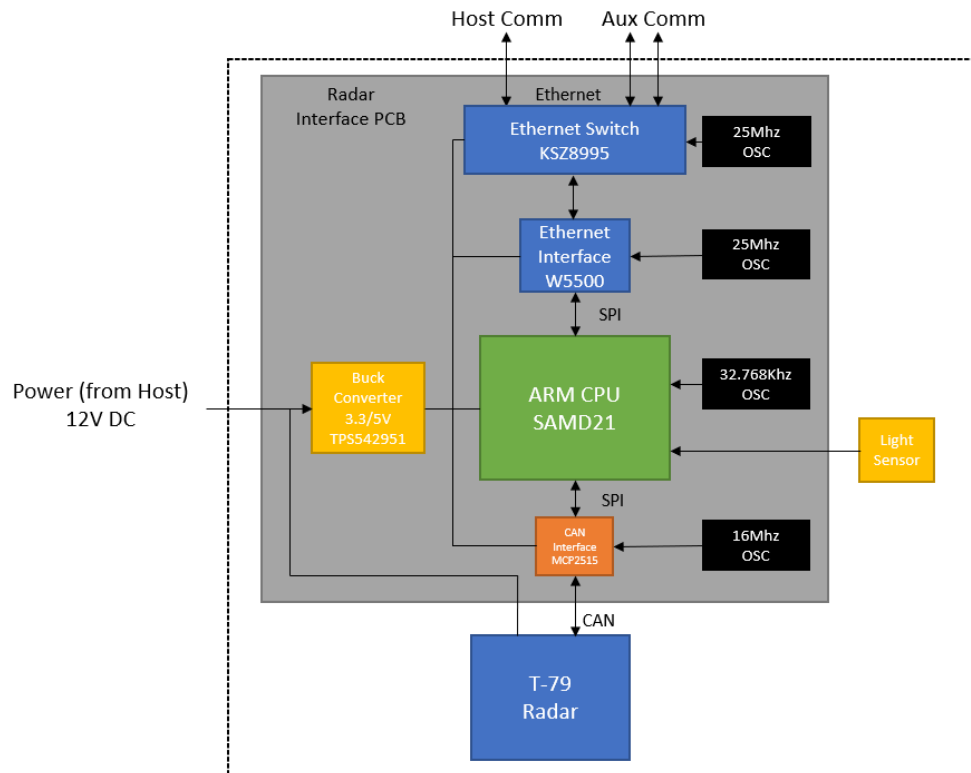 Host Comm
Aux Comm
Radar
Interface PCB
Ethernet
Ethernet Switch
KSZ8995
25Mhz
OSC
Ethernet
Interface
W5500
25Mhz
OSC
SPI
Power (from Host)
12V DC
Buck
Converter
3.3/5V
TPS542951
ARM CPU
SAMD21
32.768Khz
OSC
Light
Sensor
SPI
CAN
Interface
MCP2515
16Mhz
OSC
CAN
T-79
Radar